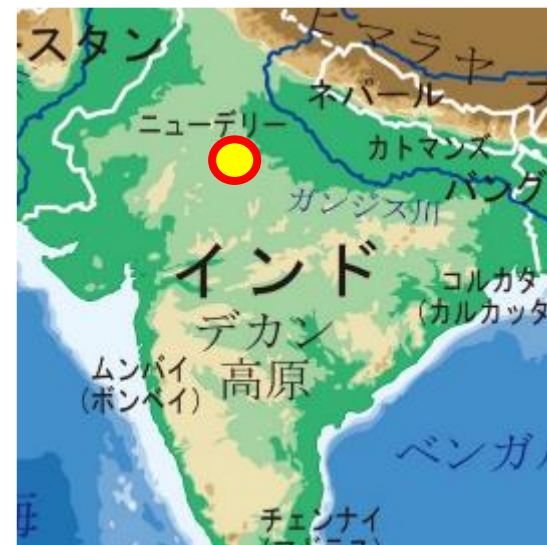 ヒマラヤ
スタン
ネパール
ニューデリー
カトマンズ
バング
ガンジス川
インド
コルカタ
(カルカッタ
デカン
高原
ムンバイ
(ボンベイ)
ベンガル
海
チェンナイ